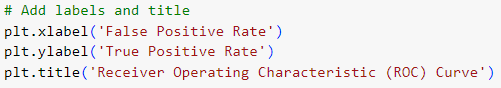 # Add labels and title
plt.xlabel('False Positive Rate')
plt.ylabel('True Positive Rate')
plt.title('Receiver Operating Characteristic (ROC) Curve')